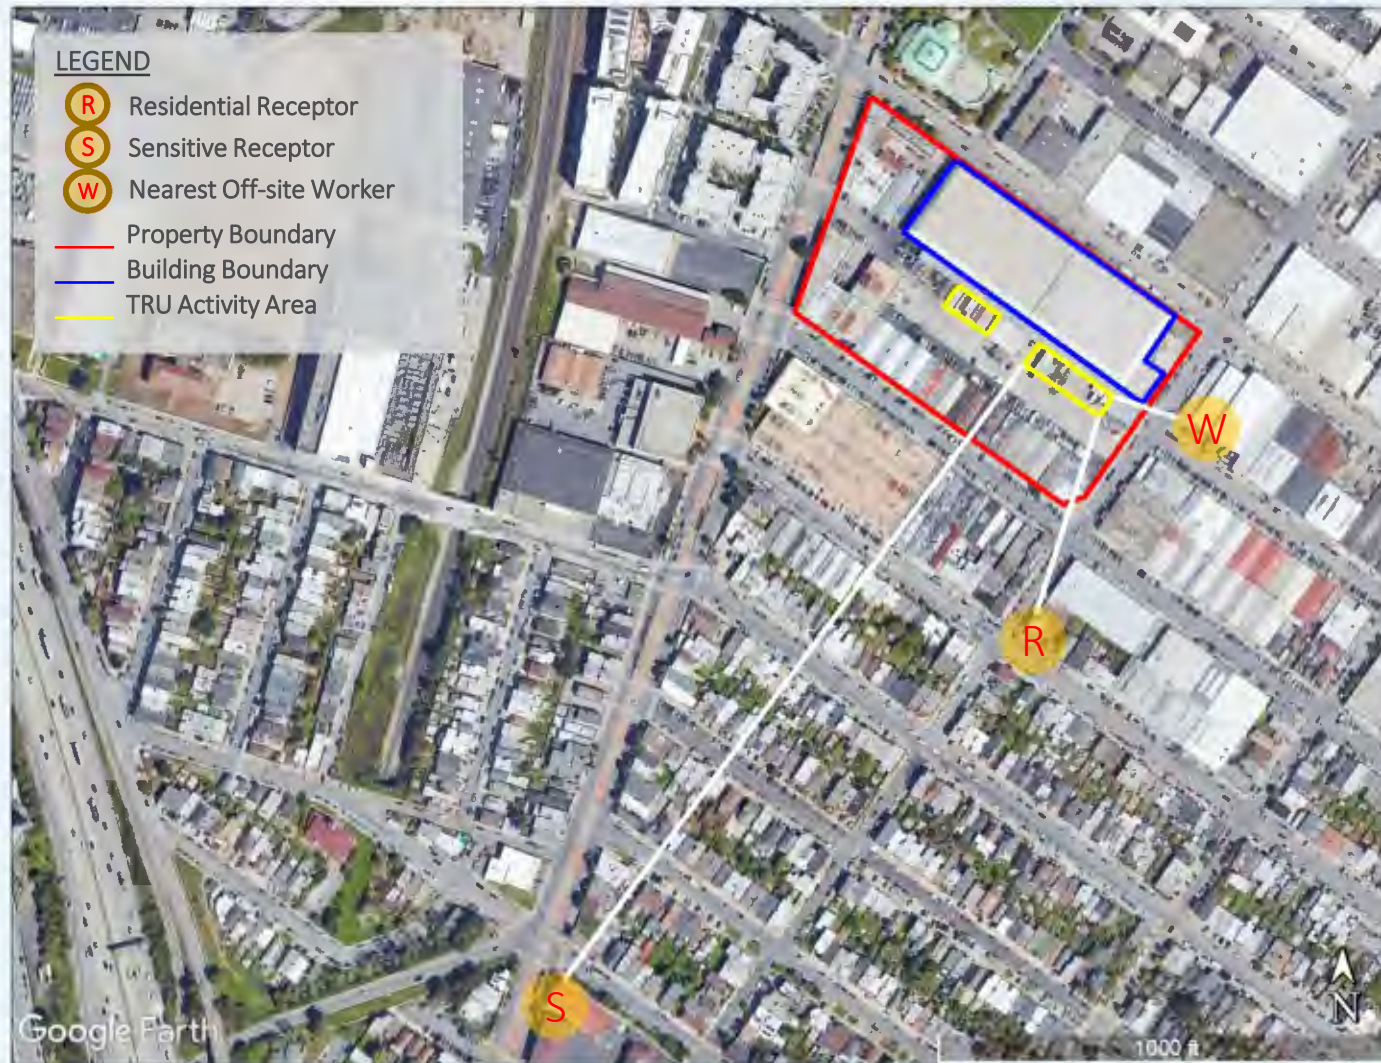 LEGEND
R Residential Receptor
S Sensitive Receptor
W Nearest Off-site Worker
Property Boundary
Building Boundary
TRU Activity Area
W
R
S
N
Google Earth
1000 ft